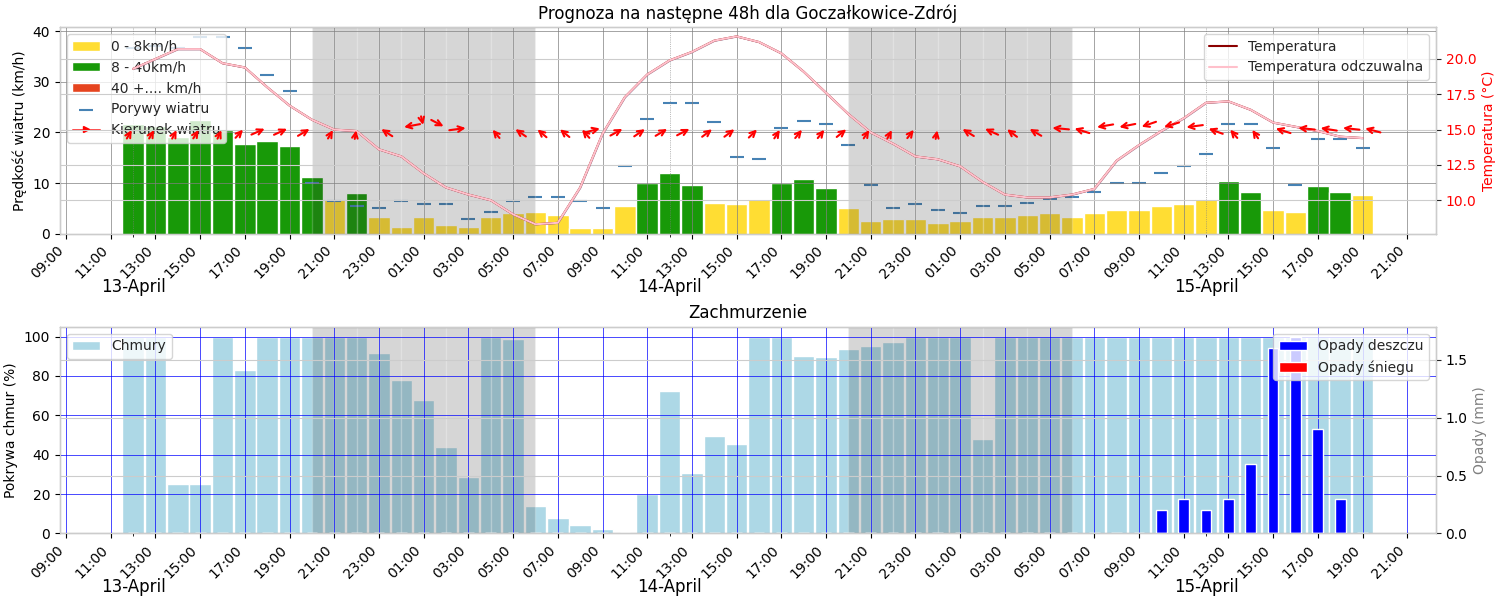 Prognoza na następne 48h dla Goczałkowice-Zdrój
Prędkość wiatru (km/h)
40
30
20
10
0
0 - 8km/h
8 - 40km/h
40 +.... km/h
Porywy wiatru
Kierunek wiatru
Temperatura
Temperatura odczuwalna
20.0
17.5
15.0
12.5
10.0
Temperatura (°C)
09:00 11:00 13:00 15:00 17:00 19:00 21:00 23:00 01:00 03:00 05:00 07:00 09:00 11:00 13:00 15:00 17:00 19:00 21:00 23:00 01:00 03:00 05:00 07:00 09:00 11:00 13:00 15:00 17:00 19:00 21:00
13-April 14-April 15-April
Zachmurzenie
Pokrywa chmur (%)
100
80
60
40
20
0
Chmury
Opady deszczu
Opady śniegu
1.5
1.0
0.5
0.0
Opady (mm)
09:00 11:00 13:00 15:00 17:00 19:00 21:00 23:00 01:00 03:00 05:00 07:00 09:00 11:00 13:00 15:00 17:00 19:00 21:00 23:00 01:00 03:00 05:00 07:00 09:00 11:00 13:00 15:00 17:00 19:00 21:00
13-April 14-April 15-April